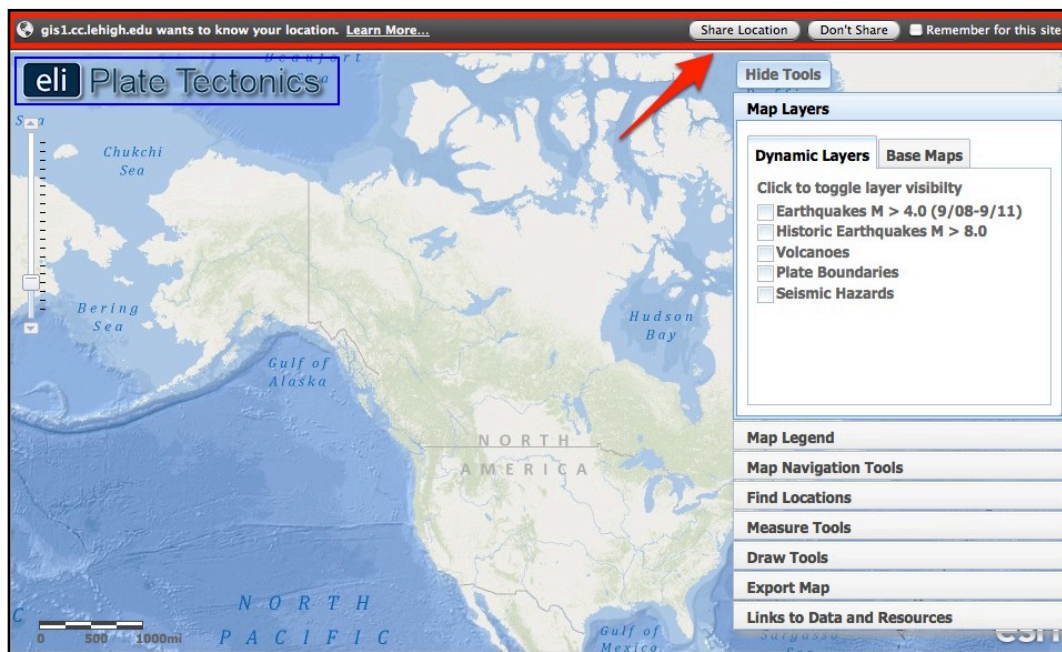 gis1.cc.lehigh.edu wants to know your location. Learn More...
Share Location
Don't Share
Remember for this site
eli Plate Tectonics
Hide Tools
Map Layers
Dynamic Layers
Base Maps
Click to toggle layer visibilty
Earthquakes M > 4.0 (9/08-9/11)
Historic Earthquakes M > 8.0
Volcanoes
Plate Boundaries
Seismic Hazards
Map Legend
Map Navigation Tools
Find Locations
Measure Tools
Draw Tools
Export Map
Links to Data and Resources
Chukchi
Sea
Bering
Sea
Gulf of
Alaska
Hudson
Bay
NORTH
AMERICA
NORTH
PACIFIC
Gulf of
Mexico
0 500 1000mi